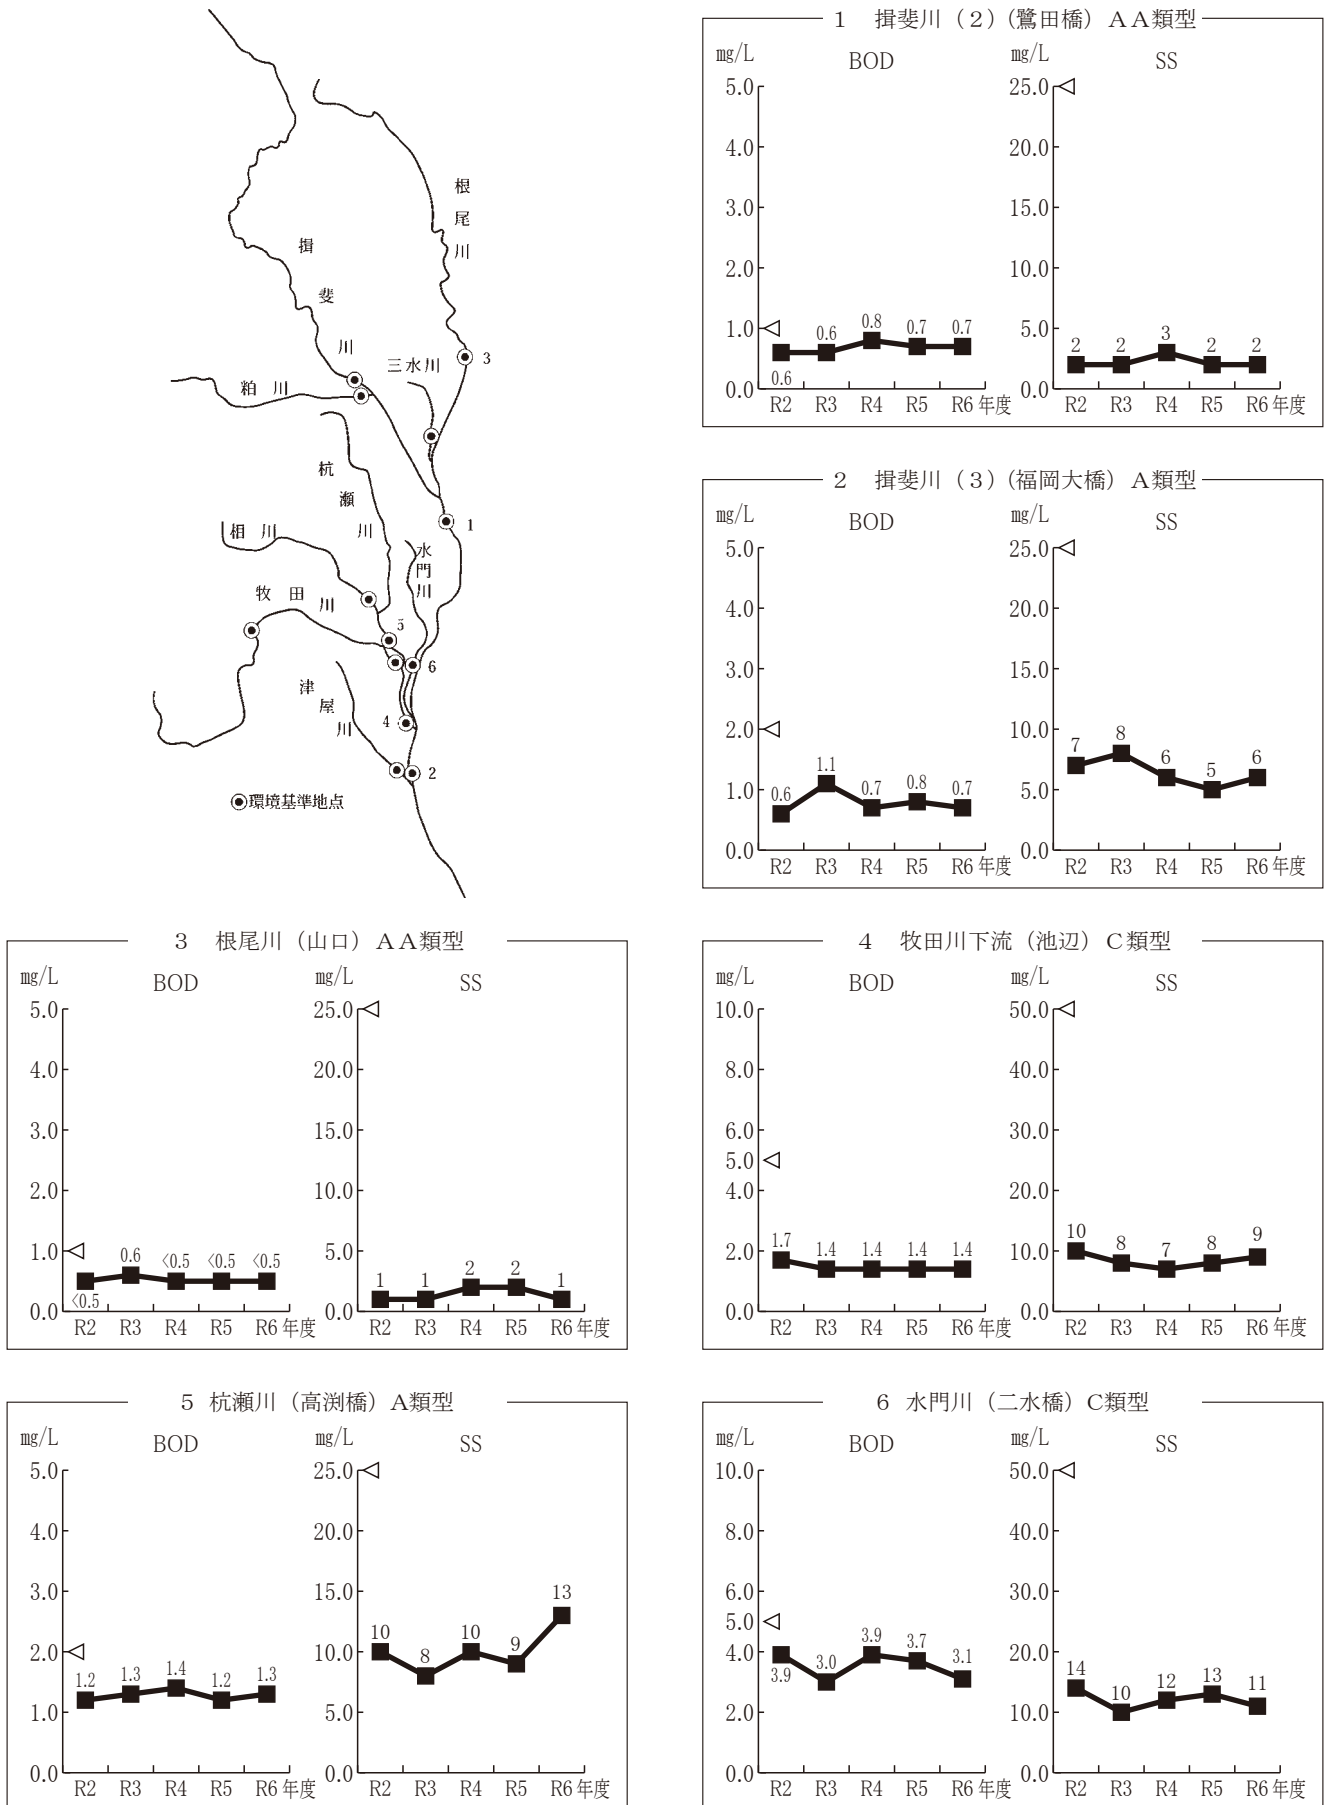 根尾川
揖斐川
三水川
3
粕川
杭瀬川
1
相川
水門川
牧田川
5
6
津屋川
4
2
◉環境基準地点
1 揖斐川（2）(鷺田橋) AA類型
㎎/L BOD
5.0
4.0
3.0
2.0
1.0
0.0
0.6 0.6 0.8 0.7 0.7
R2 R3 R4 R5 R6 年度
㎎/L SS
25.0
20.0
15.0
10.0
5.0
0.0
2 2 3 2 2
R2 R3 R4 R5 R6 年度
2 揖斐川（3）(福岡大橋) A類型
㎎/L BOD
5.0
4.0
3.0
2.0
1.0
0.0
0.6 1.1 0.7 0.8 0.7
R2 R3 R4 R5 R6 年度
㎎/L SS
25.0
20.0
15.0
10.0
5.0
0.0
7 8 6 5 6
R2 R3 R4 R5 R6 年度
3 根尾川（山口）AA類型
㎎/L BOD
5.0
4.0
3.0
2.0
1.0
0.0
<0.5 0.6 <0.5 <0.5 <0.5
R2 R3 R4 R5 R6 年度
㎎/L SS
25.0
20.0
15.0
10.0
5.0
0.0
1 1 2 2 1
R2 R3 R4 R5 R6 年度
4 牧田川下流（池辺）C類型
㎎/L BOD
10.0
8.0
6.0
5.0
4.0
2.0
0.0
1.7 1.4 1.4 1.4 1.4
R2 R3 R4 R5 R6 年度
㎎/L SS
50.0
40.0
30.0
20.0
10.0
0.0
10 8 7 8 9
R2 R3 R4 R5 R6 年度
5 杭瀬川（高渕橋）A類型
㎎/L BOD
5.0
4.0
3.0
2.0
1.0
0.0
1.2 1.3 1.4 1.2 1.3
R2 R3 R4 R5 R6 年度
㎎/L SS
25.0
20.0
15.0
10.0
5.0
0.0
10 8 10 9 13
R2 R3 R4 R5 R6 年度
6 水門川（二水橋）C類型
㎎/L BOD
10.0
8.0
6.0
5.0
4.0
2.0
0.0
3.9 3.0 3.9 3.7 3.1
R2 R3 R4 R5 R6 年度
㎎/L SS
50.0
40.0
30.0
20.0
10.0
0.0
14 10 12 13 11
R2 R3 R4 R5 R6 年度